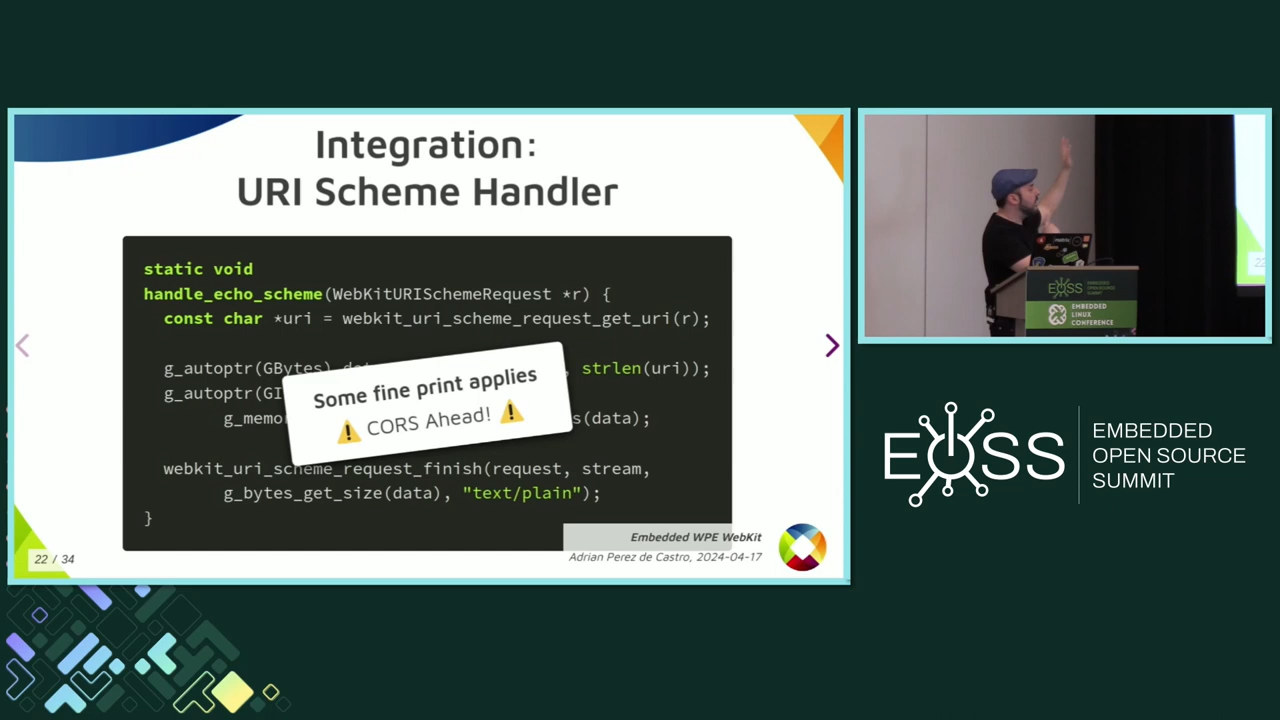 Integration:
URI Scheme Handler
static void
handle_echo_scheme(WebKitURISchemeRequest *r) {
const char *uri = webkit_uri_scheme_request_get_uri(r);
g_autoptr(GBytes) , strlen(uri));
g_autoptr(GI
(data);
Some fine print applies
⚠ CORS Ahead! ⚠
webkit_uri_scheme_request_finish(request, stream,
g_bytes_get_size(data), "text/plain");
}
Embedded WPE WebKit
Adrian Perez de Castro, 2024-04-17
22 / 34
EOSS
EMBEDDED
LINUX
CONFERENCE
EOSS
EMBEDDED
OPEN SOURCE
SUMMIT